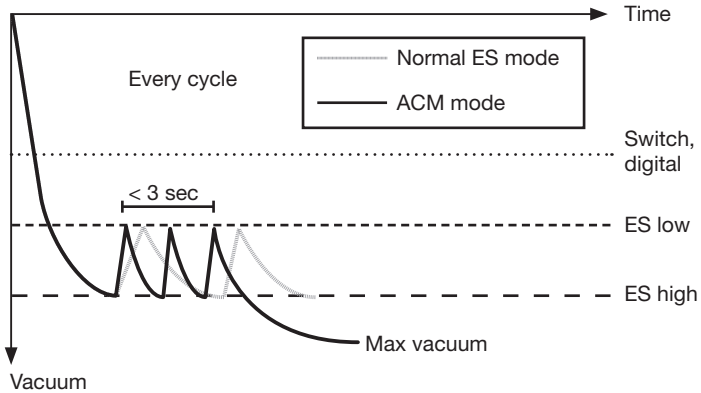 Time
Normal ES mode
Every cycle
ACM mode
Switch,
digital
< 3 sec
ES low
ES high
Max vacuum
Vacuum